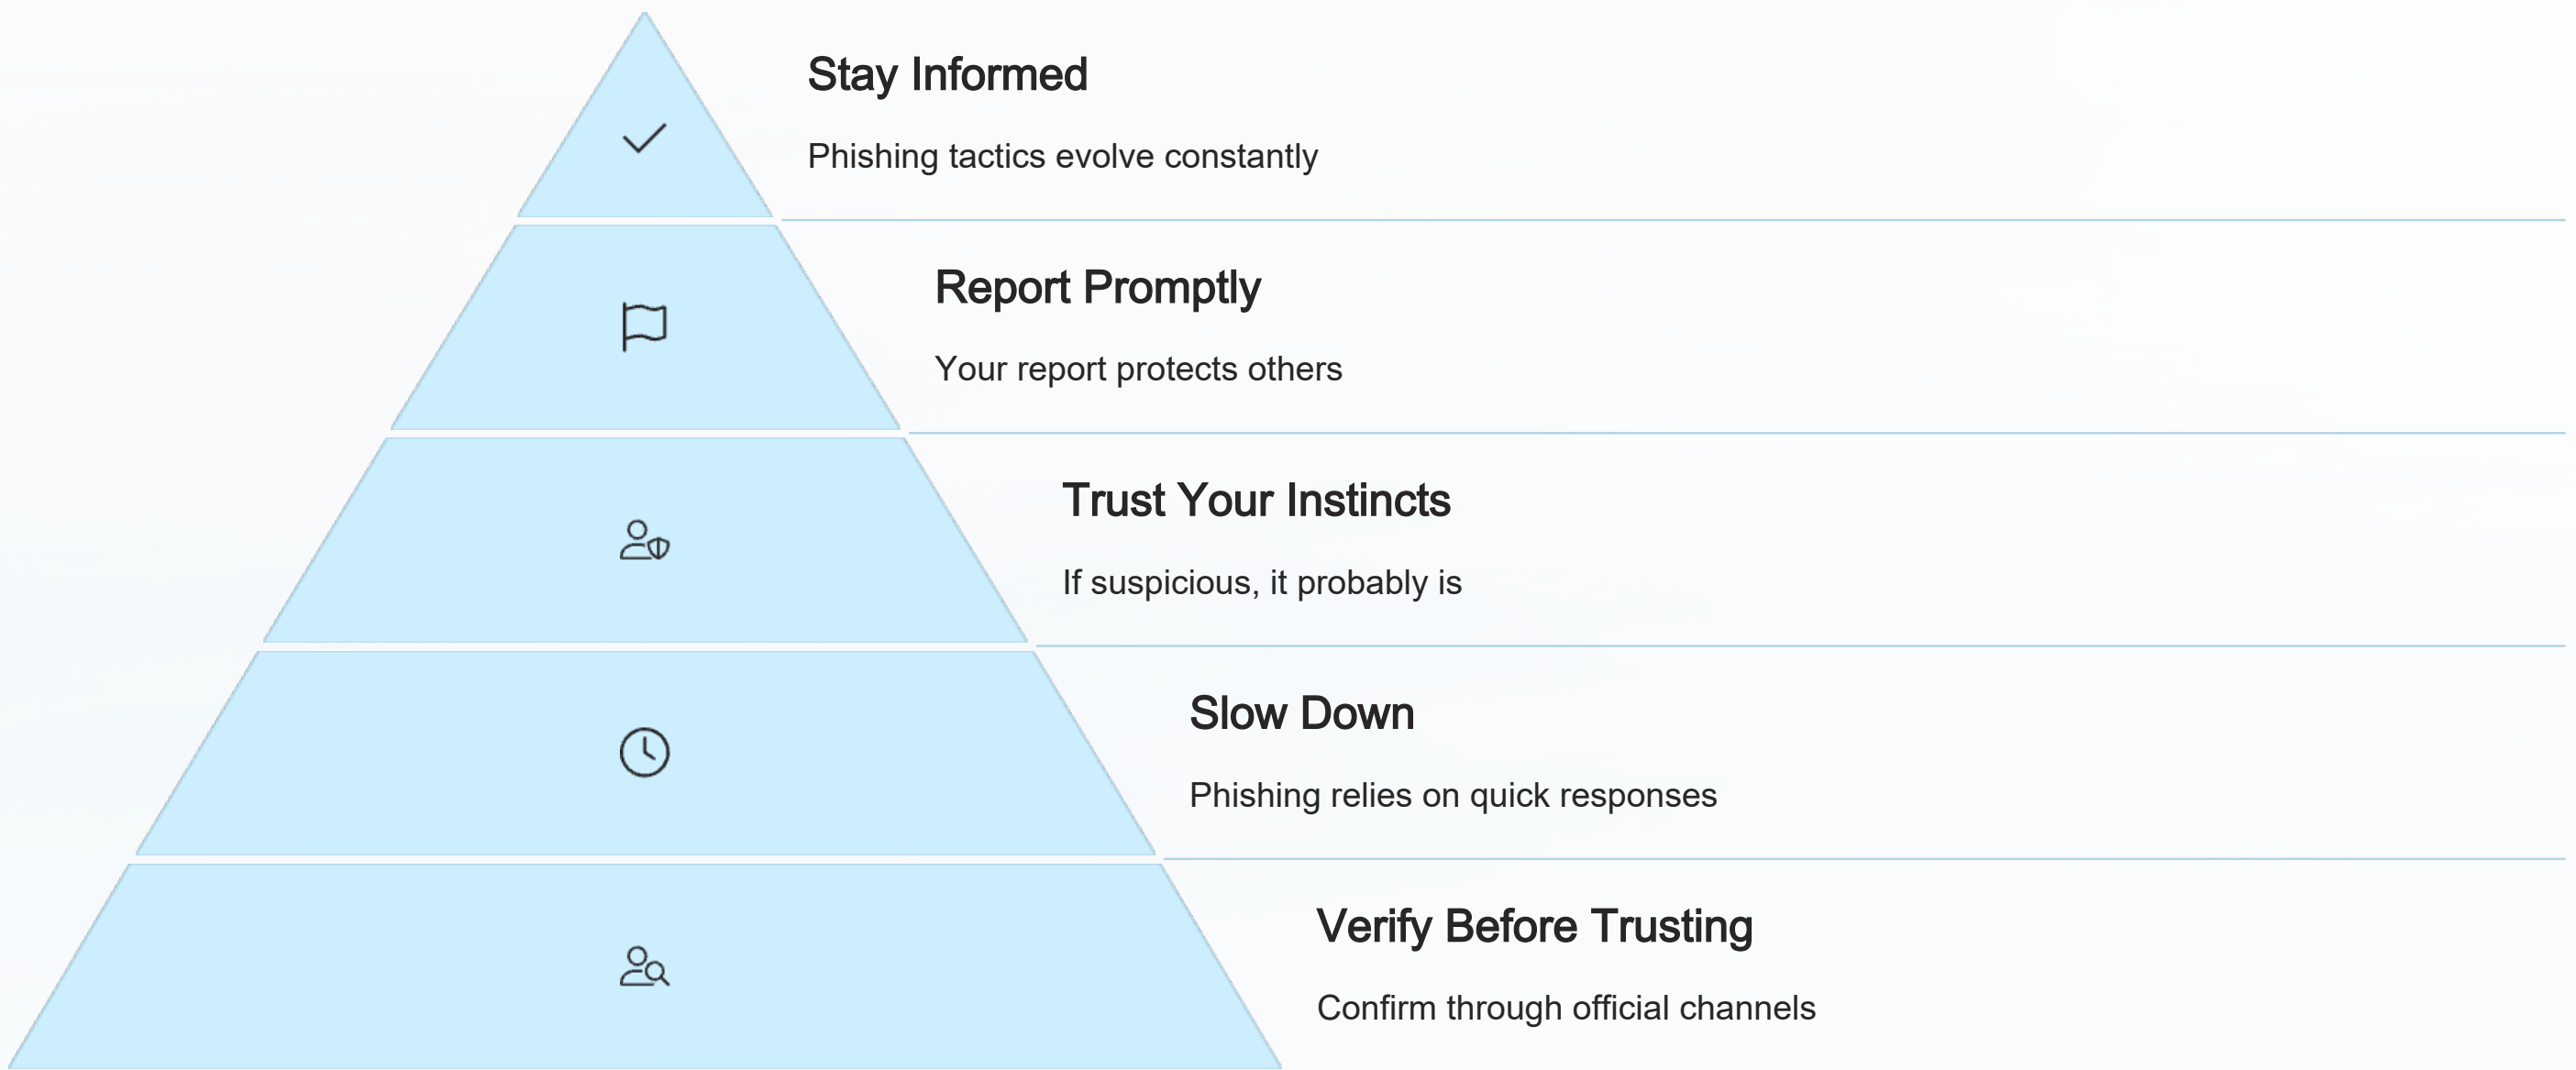 Stay Informed
Phishing tactics evolve constantly
Report Promptly
Your report protects others
Trust Your Instincts
If suspicious, it probably is
Slow Down
Phishing relies on quick responses
Verify Before Trusting
Confirm through official channels